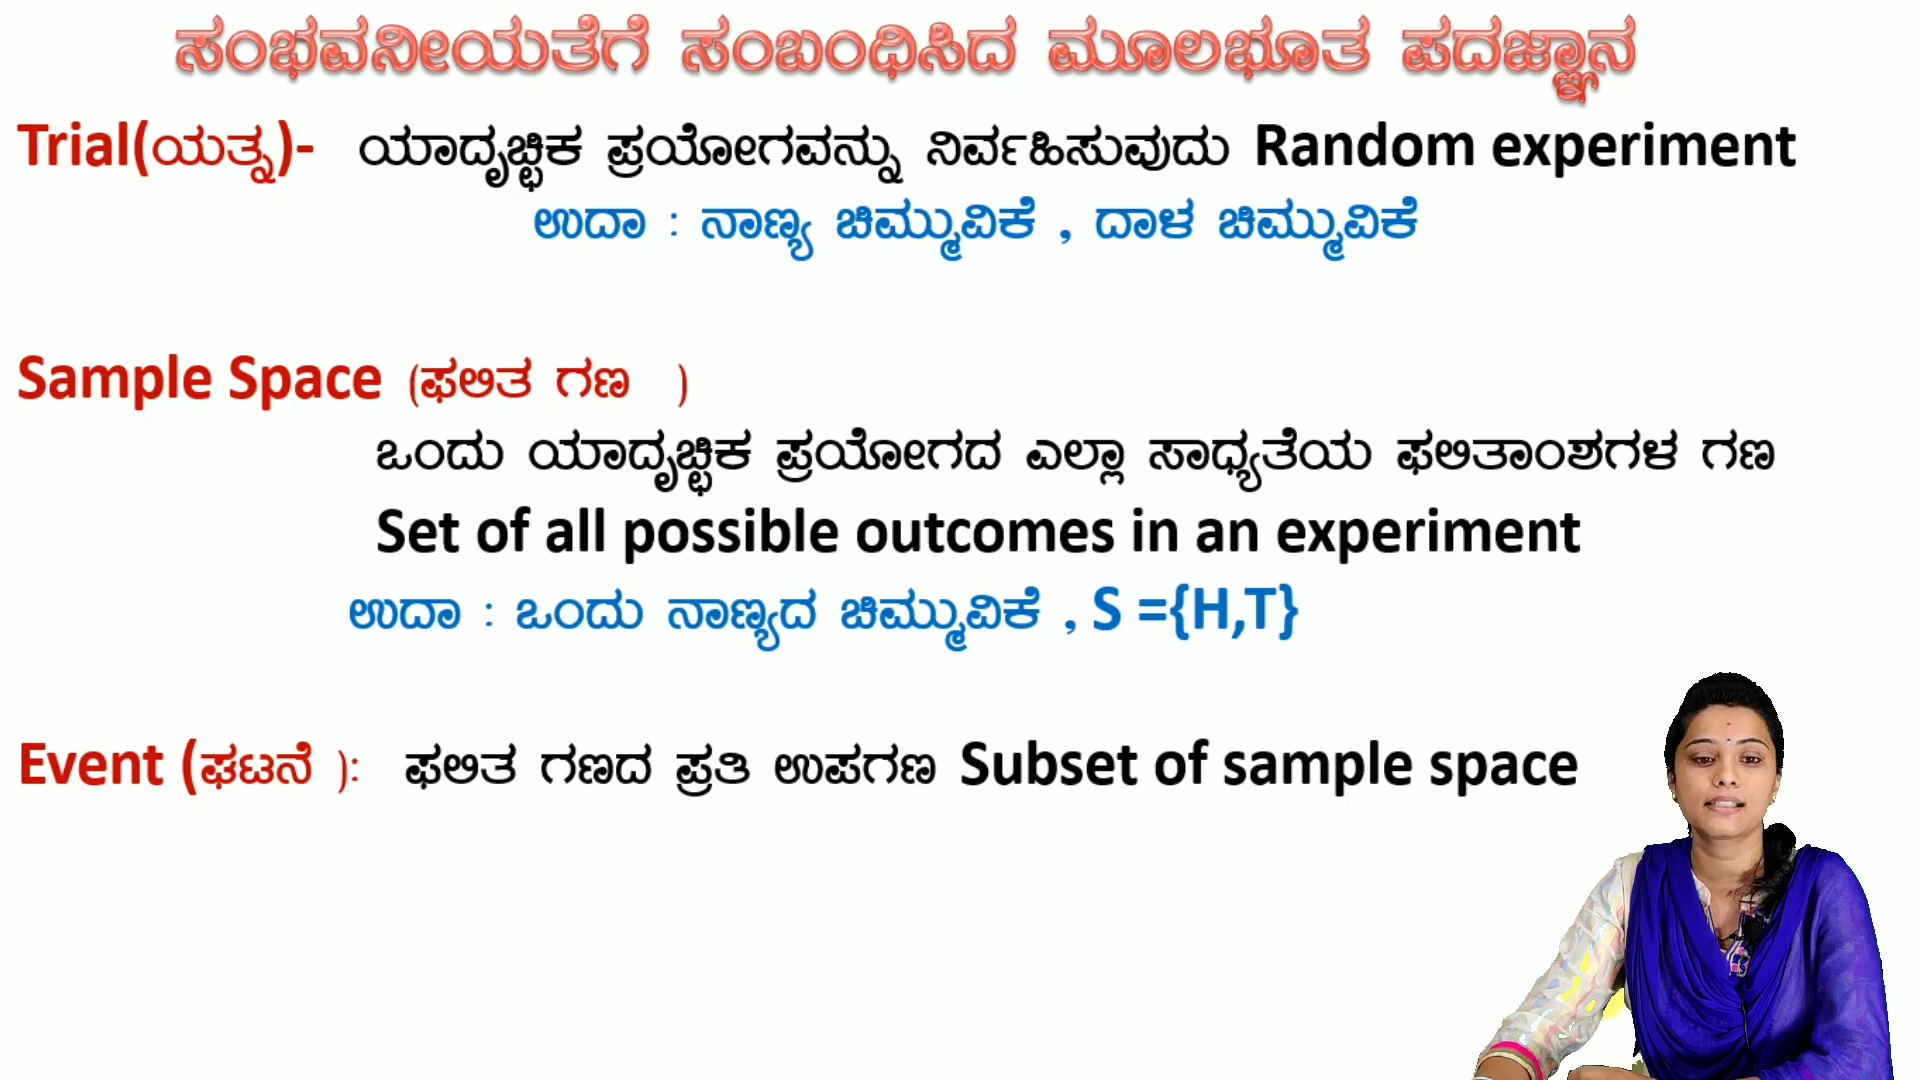 ಸಂಭವನೀಯತೆಗೆ ಸಂಬಂಧಿಸಿದ ಮೂಲಭೂತ ಪದಜ್ಞಾನ
Trial(ಯತ್ನ)- ಯಾದೃಚ್ಛಿಕ ಪ್ರಯೋಗವನ್ನು ನಿರ್ವಹಿಸುವುದು Random experiment
ಉದಾ : ನಾಣ್ಯ ಚಿಮ್ಮುವಿಕೆ , ದಾಳ ಚಿಮ್ಮುವಿಕೆ
Sample Space (ಫಲಿತ ಗಣ )
ಒಂದು ಯಾದೃಚ್ಛಿಕ ಪ್ರಯೋಗದ ಎಲ್ಲಾ ಸಾಧ್ಯತೆಯ ಫಲಿತಾಂಶಗಳ ಗಣ
Set of all possible outcomes in an experiment
ಉದಾ : ಒಂದು ನಾಣ್ಯದ ಚಿಮ್ಮುವಿಕೆ , S ={H,T}
Event (ಘಟನೆ ): ಫಲಿತ ಗಣದ ಪ್ರತಿ ಉಪಗಣ Subset of sample space